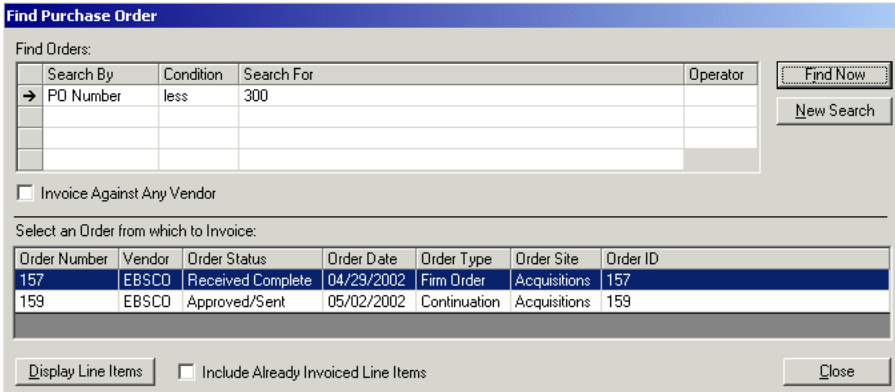 Find Purchase Order
Find Orders:
Search By Condition Search For Operator
PO Number less 300
Find Now
New Search
Invoice Against Any Vendor
Select an Order from which to Invoice:
Order Number Vendor Order Status Order Date Order Type Order Site Order ID
157 EBSCO Received Complete 04/29/2002 Firm Order Acquisitions 157
159 EBSCO Approved/Sent 05/02/2002 Continuation Acquisitions 159
Display Line Items Include Already Invoiced Line Items Close